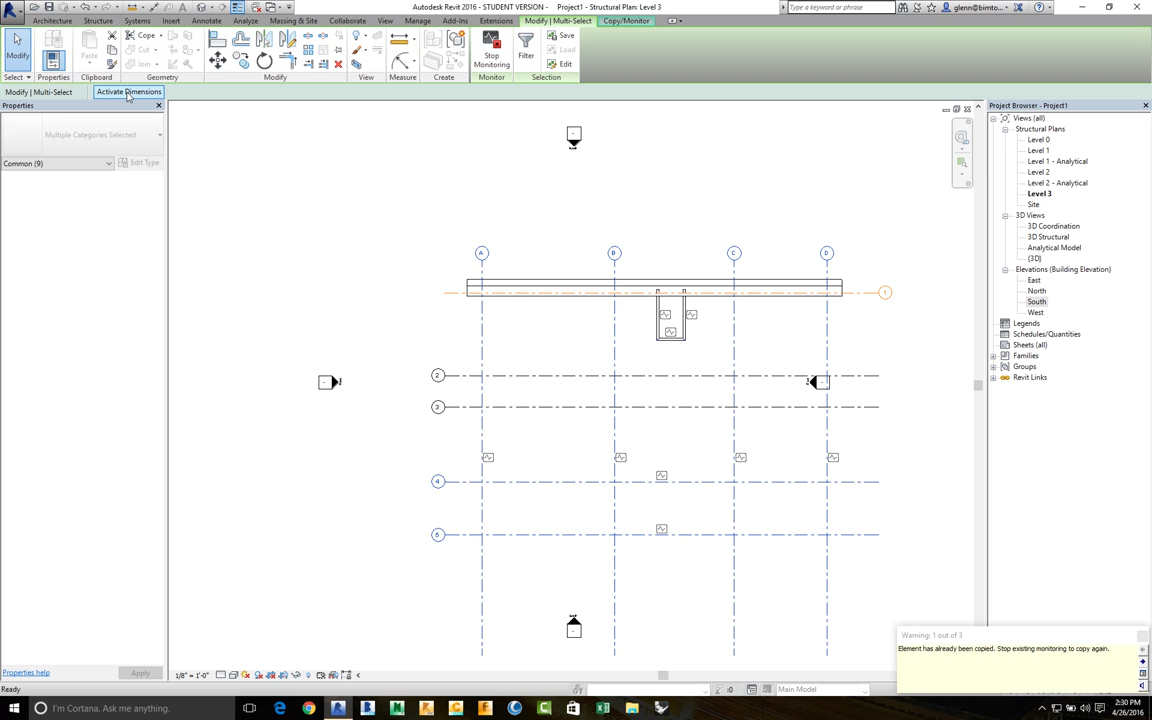 Autodesk Revit 2016 - STUDENT VERSION - Project1 - Structural Plan: Level 3
Type a keyword or phrase
glenn@bimto...
Architecture Structure Systems Insert Annotate Analyze Massing & Site Collaborate View Manage Add-Ins Extensions Modify | Multi-Select Copy/Monitor
Modify Paste Cope Cut Join Stop Monitoring Filter Save Load Edit
Select Properties Clipboard Geometry Modify View Measure Create Monitor Selection
Modify | Multi-Select Activate Dimensions
Properties
Multiple Categories Selected
Common (9) Edit Type
Properties help Apply
A B C D
1
2
3
4
5
1/8" = 1'-0"
Project Browser - Project1
Views (all)
Structural Plans
Level 0
Level 1
Level 1 - Analytical
Level 2
Level 2 - Analytical
Level 3
Site
3D Views
3D Coordination
3D Structural
Analytical Model
{3D}
Elevations (Building Elevation)
East
North
South
West
Legends
Schedules/Quantities
Sheets (all)
Families
Groups
Revit Links
Warning: 1 out of 3
Element has already been copied. Stop existing monitoring to copy again.
Ready
:0 Main Model
I'm Cortana. Ask me anything.
2:30 PM
4/26/2016